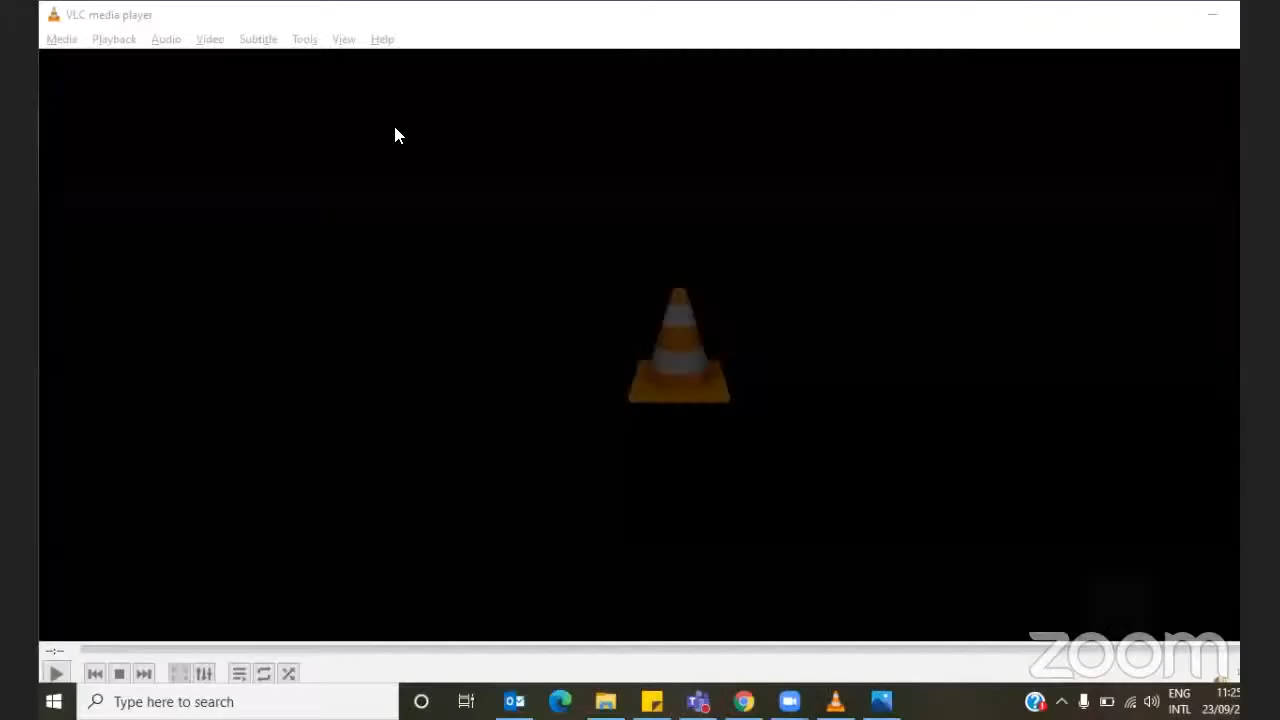 VLC media player
Media Playback Audio Video Subtitle Tools View Help
--:--
zoom
Type here to search
ENG
INTL
11:25
23/09/2